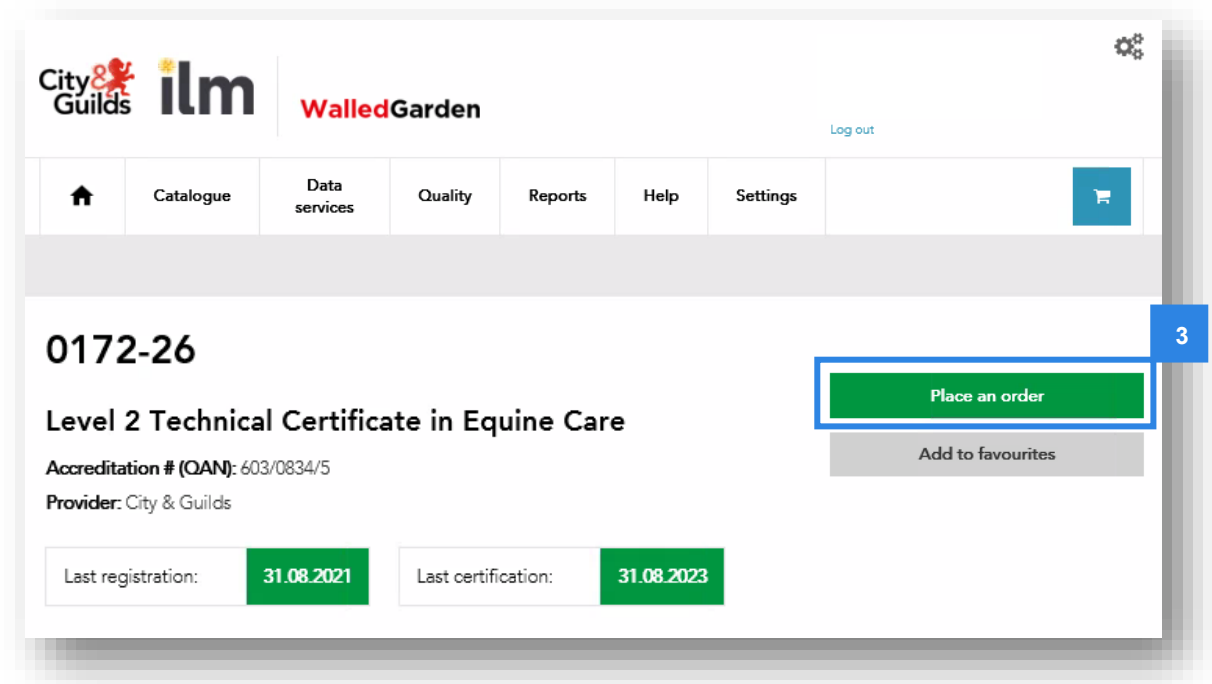 City &
Guilds
ilm
WalledGarden
Log out
Catalogue
Data
services
Quality
Reports
Help
Settings
0172-26
3
Place an order
Level 2 Technical Certificate in Equine Care
Add to favourites
Accreditation # (QAN): 603/0834/5
Provider: City & Guilds
Last registration: 31.08.2021
Last certification: 31.08.2023